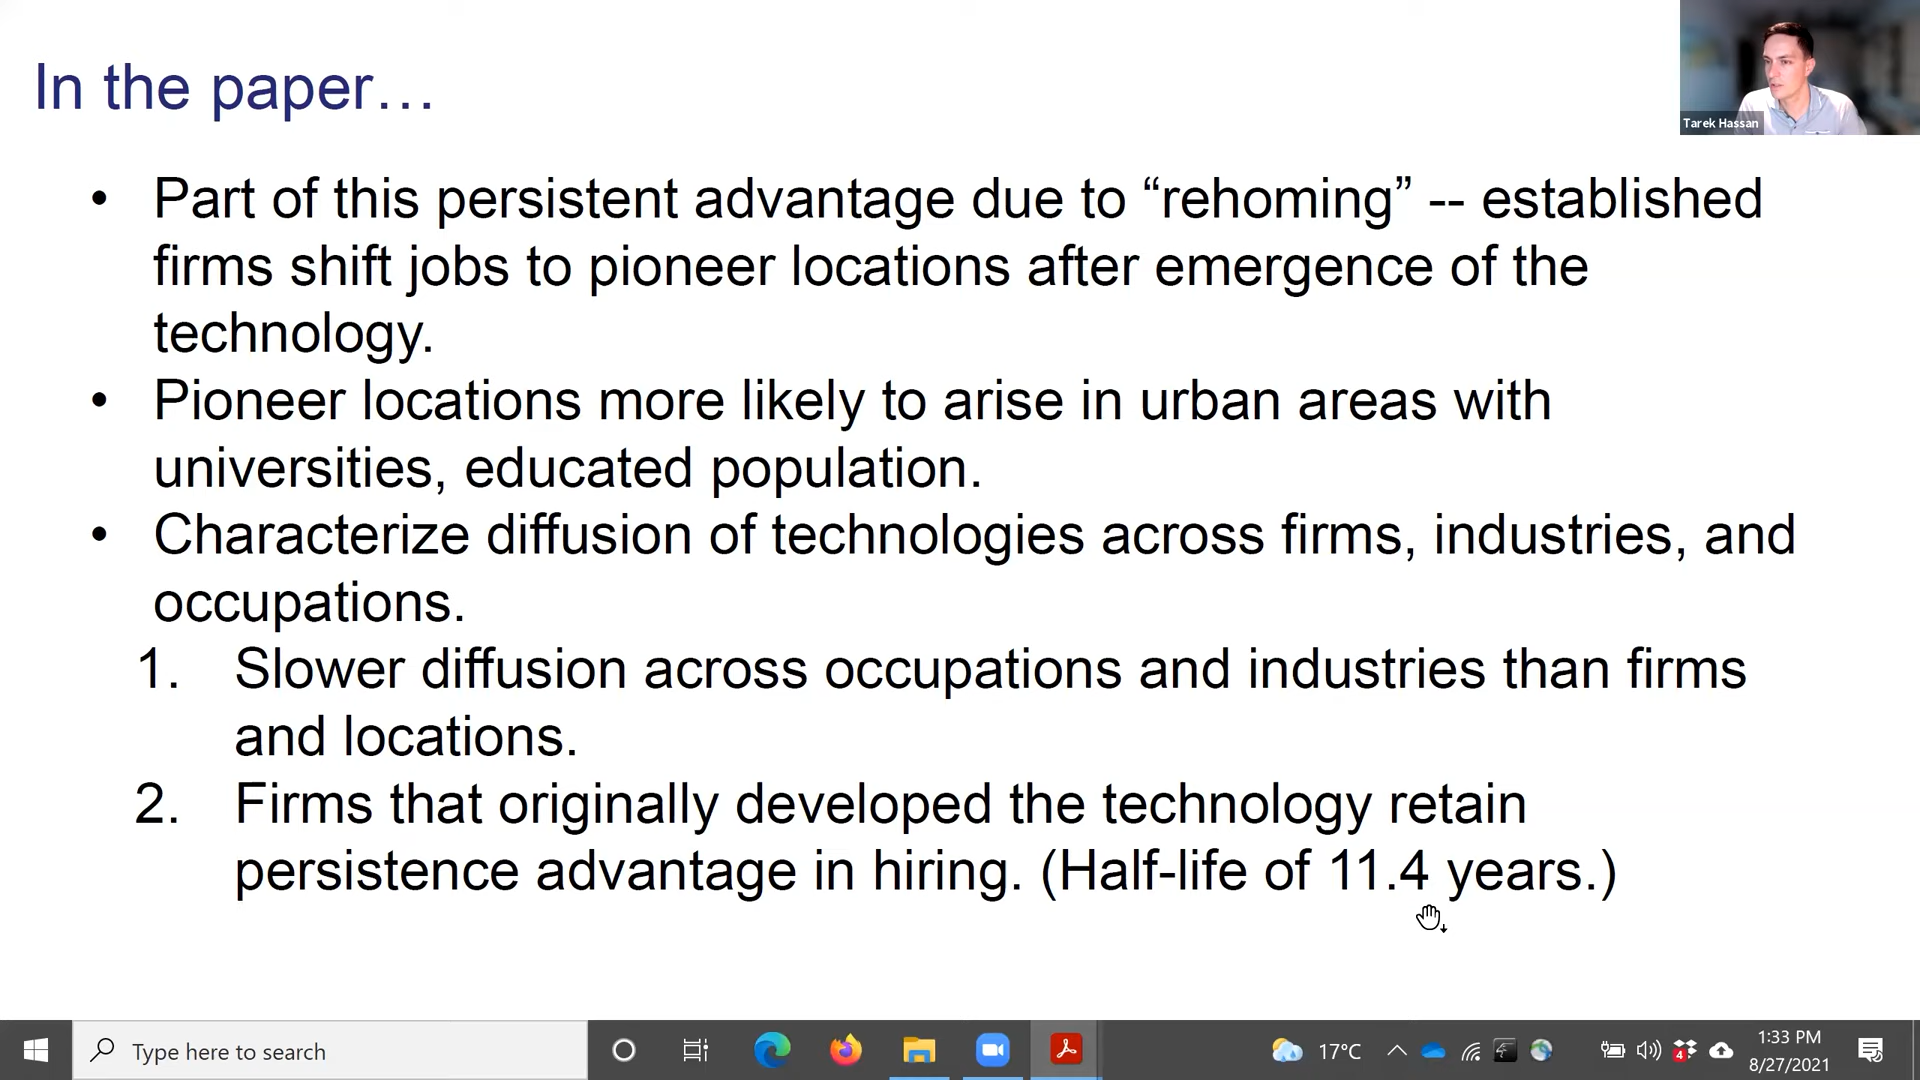 In the paper…
Tarek Hassan
• Part of this persistent advantage due to “rehoming” -- established
firms shift jobs to pioneer locations after emergence of the
technology.
• Pioneer locations more likely to arise in urban areas with
universities, educated population.
• Characterize diffusion of technologies across firms, industries, and
occupations.
1. Slower diffusion across occupations and industries than firms
and locations.
2. Firms that originally developed the technology retain
persistence advantage in hiring. (Half-life of 11.4 years.)
Type here to search
17°C
4
1:33 PM
8/27/2021